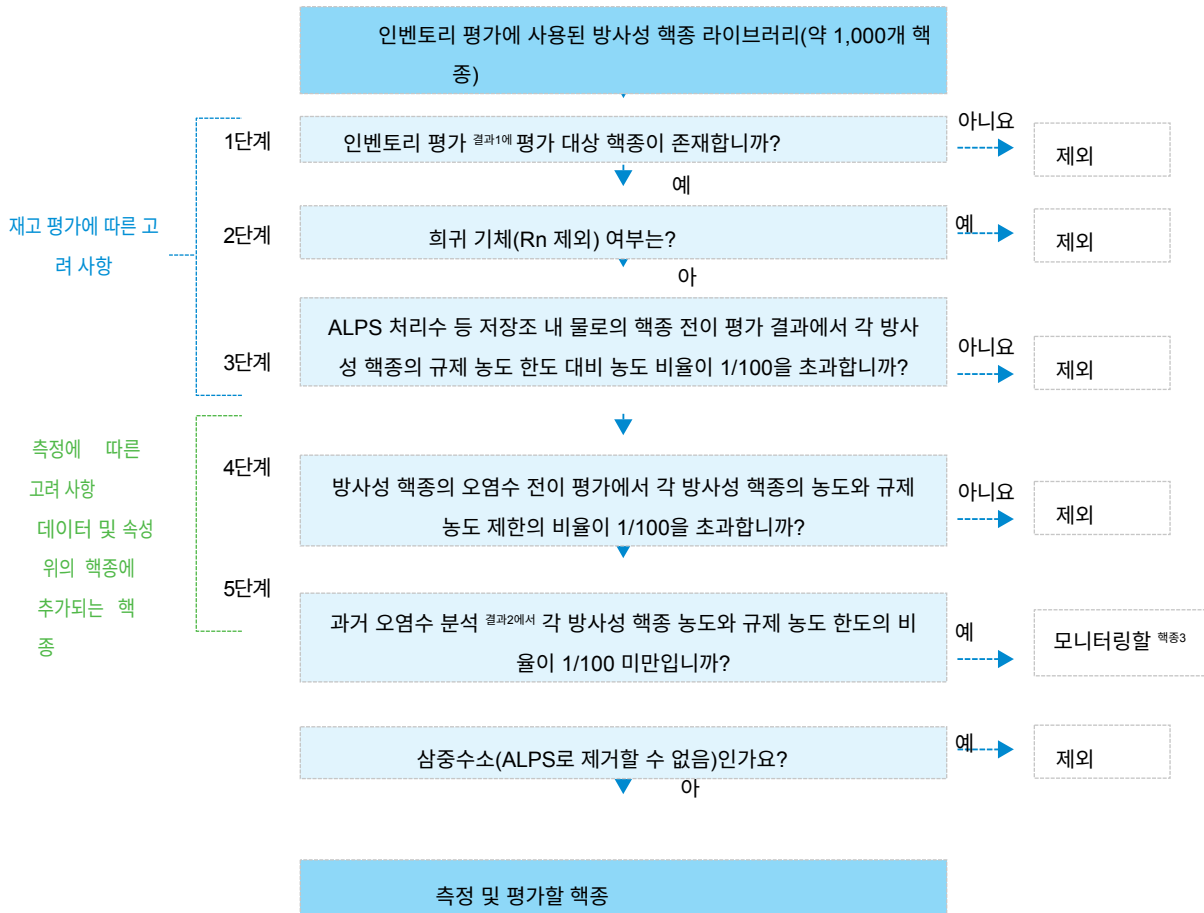 인벤토리 평가에 사용된 방사성 핵종 라이브러리(약 1,000개 핵
종)
1단계
인벤토리 평가 결과1에 평가 대상 핵종이 존재합니까?
아니요
제외
예
재고 평가에 따른 고
려 사항
2단계
희귀 기체(Rn 제외) 여부는?
예
제외
아
3단계
ALPS 처리수 등 저장조 내 물로의 핵종 전이 평가 결과에서 각 방사
성 핵종의 규제 농도 한도 대비 농도 비율이 1/100을 초과합니까?
아니요
제외
측정에 따른
고려 사항
데이터 및 속성
위의 핵종에
추가되는 핵
종
4단계
방사성 핵종의 오염수 전이 평가에서 각 방사성 핵종의 농도와 규제
농도 제한의 비율이 1/100을 초과합니까?
아니요
제외
5단계
과거 오염수 분석 결과2에서 각 방사성 핵종 농도와 규제 농도 한도의 비
율이 1/100 미만입니까?
예
모니터링할 핵종3
삼중수소(ALPS로 제거할 수 없음)인가요?
예
제외
아
측정 및 평가할 핵종